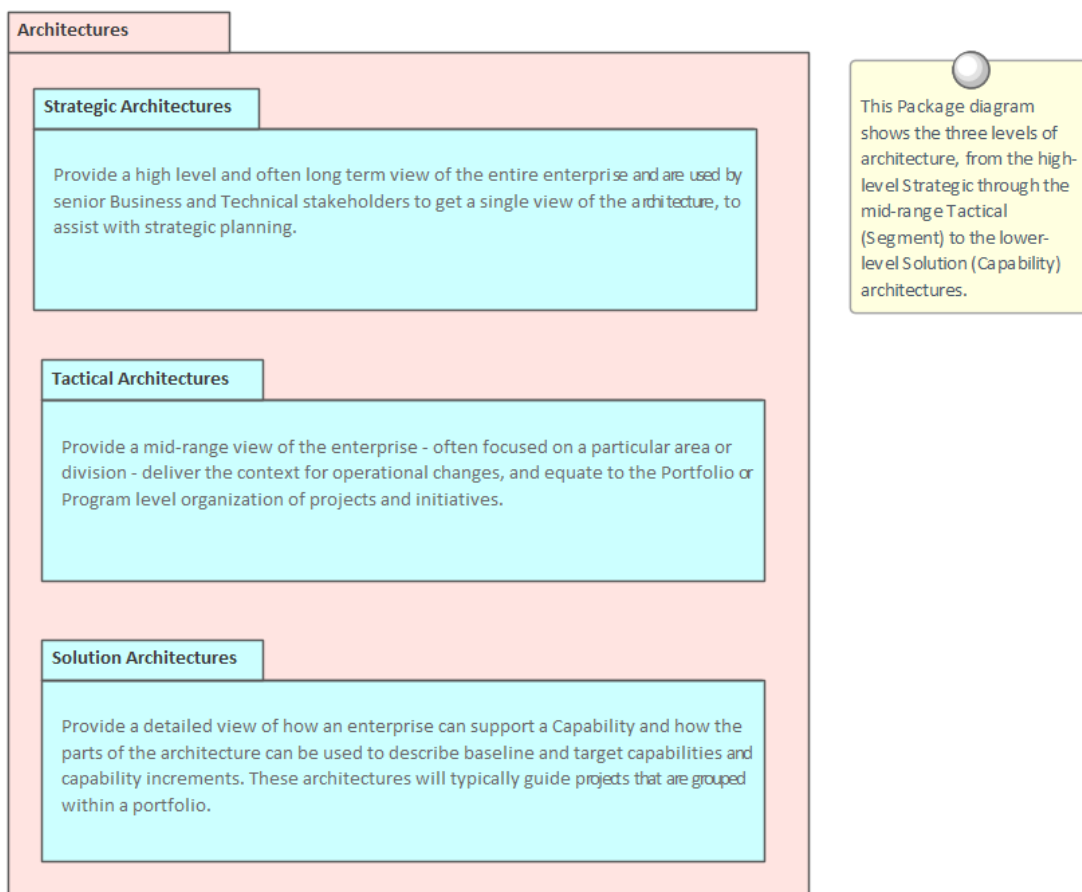 Architectures
Strategic Architectures
Provide a high level and often long term view of the entire enterprise and are used by
senior Business and Technical stakeholders to get a single view of the architecture, to
assist with strategic planning.
Tactical Architectures
Provide a mid-range view of the enterprise - often focused on a particular area or
division - deliver the context for operational changes, and equate to the Portfolio or
Program level organization of projects and initiatives.
Solution Architectures
Provide a detailed view of how an enterprise can support a Capability and how the
parts of the architecture can be used to describe baseline and target capabilities and
capability increments. These architectures will typically guide projects that are grouped
within a portfolio.
This Package diagram
shows the three levels of
architecture, from the high-
level Strategic through the
mid-range Tactical
(Segment) to the lower-
level Solution (Capability)
architectures.